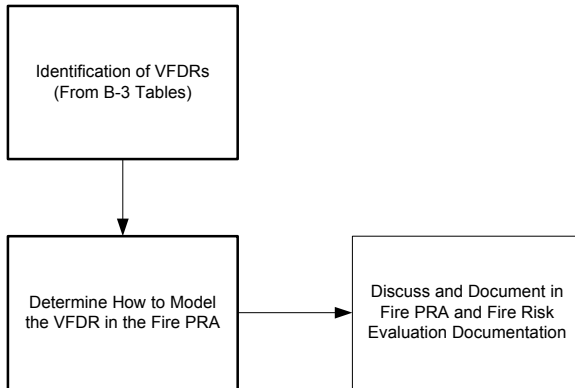 Identification of VFDRs
(From B-3 Tables)
Determine How to Model
the VFDR in the Fire PRA
Discuss and Document in
Fire PRA and Fire Risk
Evaluation Documentation